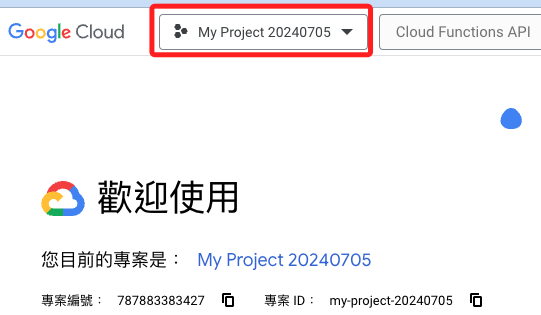 Google Cloud My Project 20240705 Cloud Functions API
歡迎使用
您目前的專案是： My Project 20240705
專案編號： 787883383427 專案 ID： my-project-20240705